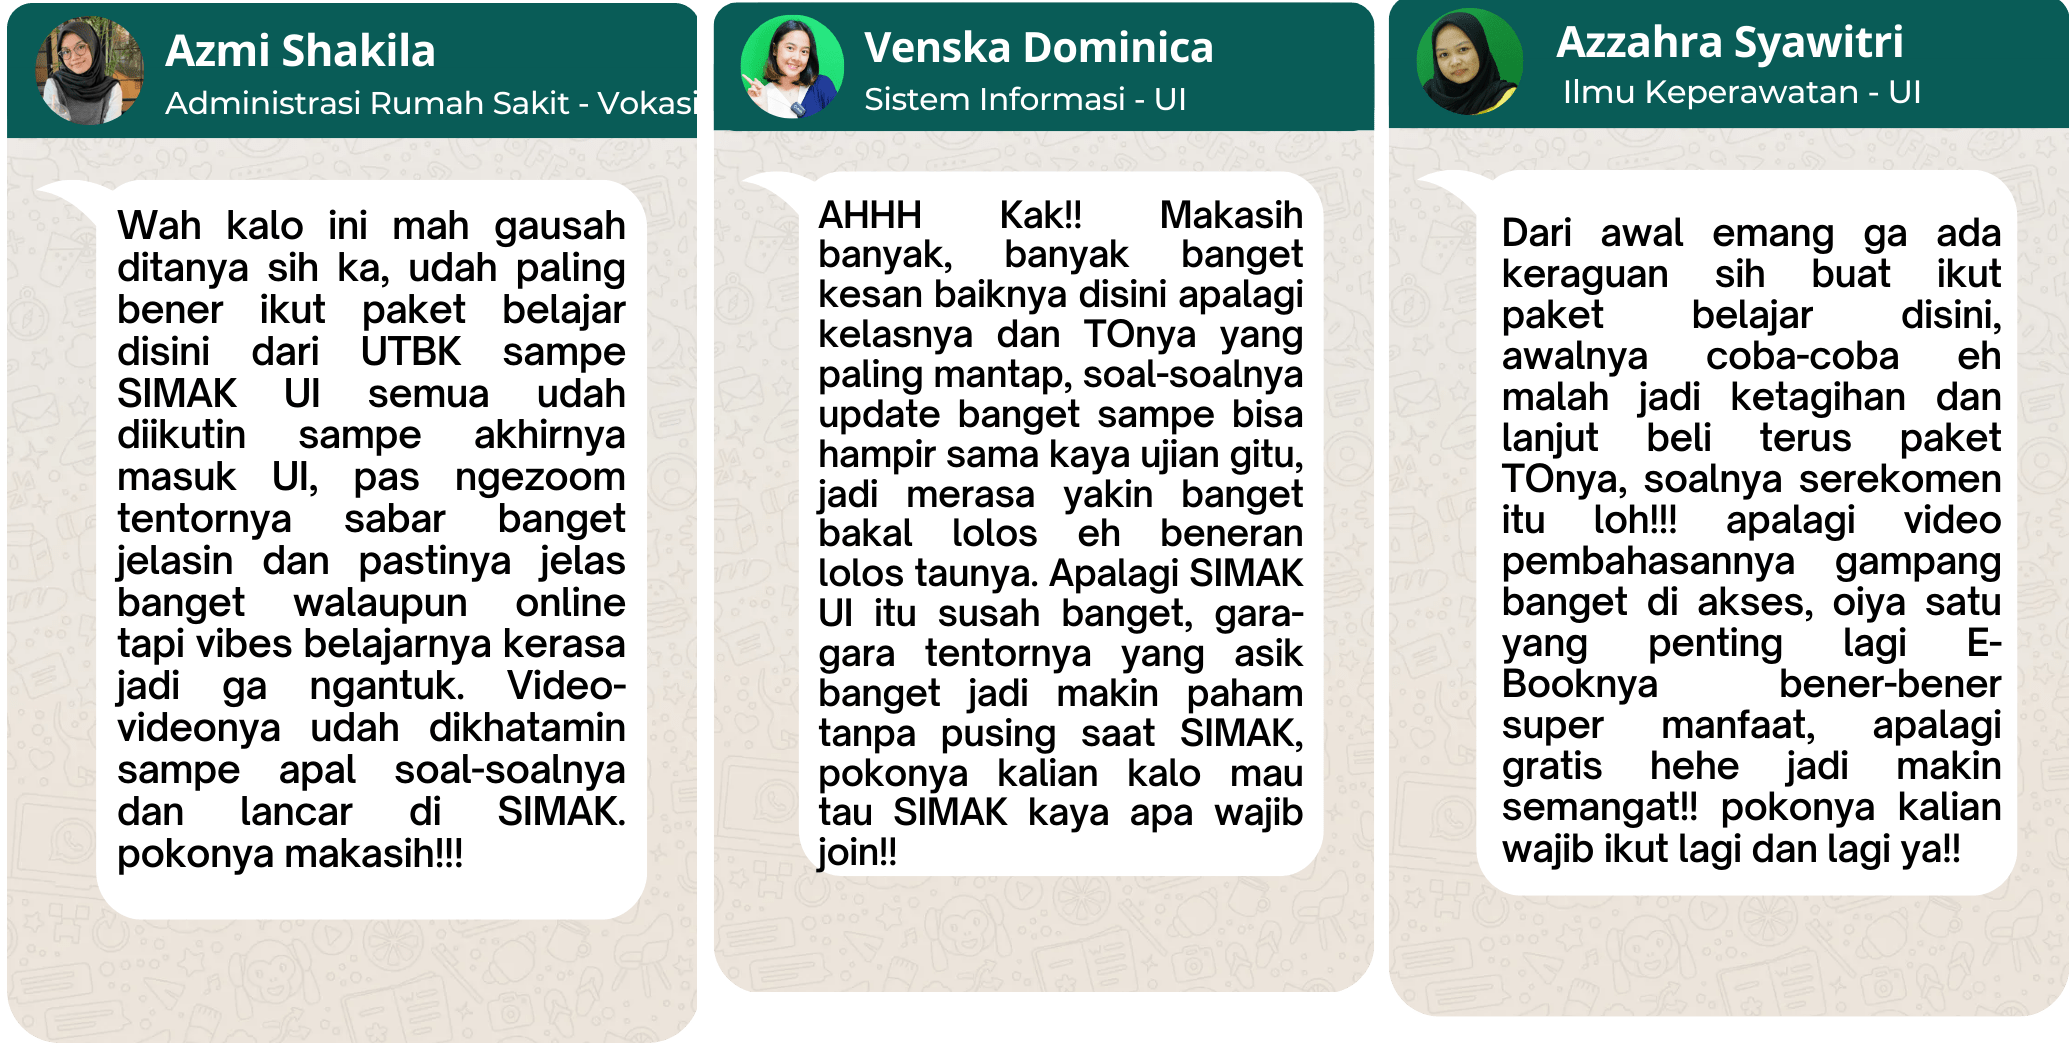 Azmi Shakila
Administrasi Rumah Sakit - Vokasi
Wah kalo ini mah gausah
ditanya sih ka, udah paling
bener ikut paket belajar
disini dari UTBK sampe
SIMAK UI semua udah
diikutin sampe akhirnya
masuk UI, pas ngezoom
tentornya sabar banget
jelasin dan pastinya jelas
banget walaupun online
tapi vibes belajarnya kerasa
jadi ga ngantuk. Video-
videonya udah dikhatamin
sampe apal soal-soalnya
dan lancar di SIMAK.
pokonya makasih!!!
Venska Dominica
Sistem Informasi - UI
AHHH Kak!! Makasih
banyak, banyak banget
kesan baiknya disini apalagi
kelasnya dan TOnya yang
paling mantap, soal-soalnya
update banget sampe bisa
hampir sama kaya ujian gitu,
jadi merasa yakin banget
bakal lolos eh beneran
lolos taunya. Apalagi SIMAK
UI itu susah banget, gara-
gara tentornya yang asik
banget jadi makin paham
tanpa pusing saat SIMAK,
pokonya kalian kalo mau
tau SIMAK kaya apa wajib
join!!
Azzahra Syawitri
Ilmu Keperawatan - UI
Dari awal emang ga ada
keraguan sih buat ikut
paket belajar disini,
awalnya coba-coba eh
malah jadi ketagihan dan
lanjut beli terus paket
TOnya, soalnya serekomen
itu loh!!! apalagi video
pembahasannya gampang
banget di akses, oiya satu
yang penting lagi E-
Booknya bener-bener
super manfaat, apalagi
gratis hehe jadi makin
semangat!! pokonya kalian
wajib ikut lagi dan lagi ya!!